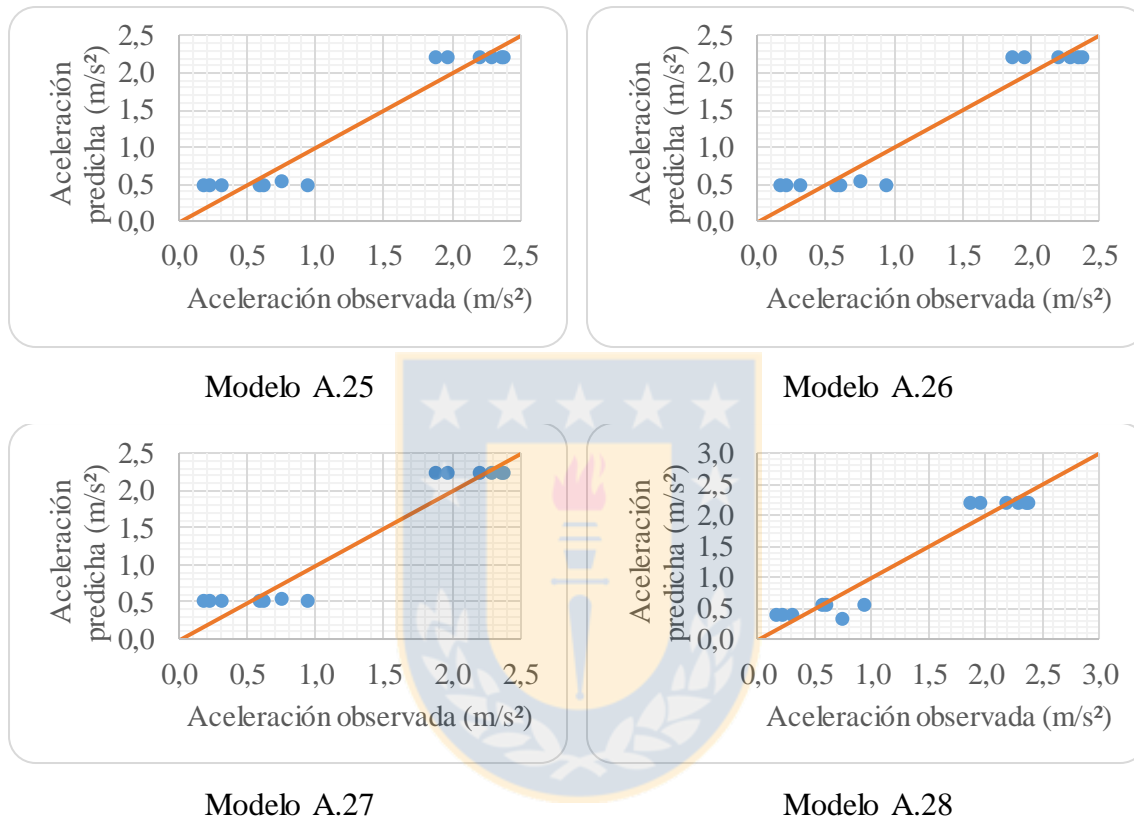 2,5
2,0
1,5
1,0
0,5
0,0
Aceleración
predicha (m/s²)
0,0 0,5 1,0 1,5 2,0 2,5
Aceleración observada (m/s²)
Modelo A.25
2,5
2,0
1,5
1,0
0,5
0,0
Aceleración
predicha (m/s²)
0,0 0,5 1,0 1,5 2,0 2,5
Aceleración observada (m/s²)
Modelo A.26
2,5
2,0
1,5
1,0
0,5
0,0
Aceleración
predicha (m/s²)
0,0 0,5 1,0 1,5 2,0 2,5
Aceleración observada (m/s²)
Modelo A.27
3,0
2,5
2,0
1,5
1,0
0,5
0,0
Aceleración
predicha (m/s²)
0,0 0,5 1,0 1,5 2,0 2,5 3,0
Aceleración observada (m/s²)
Modelo A.28